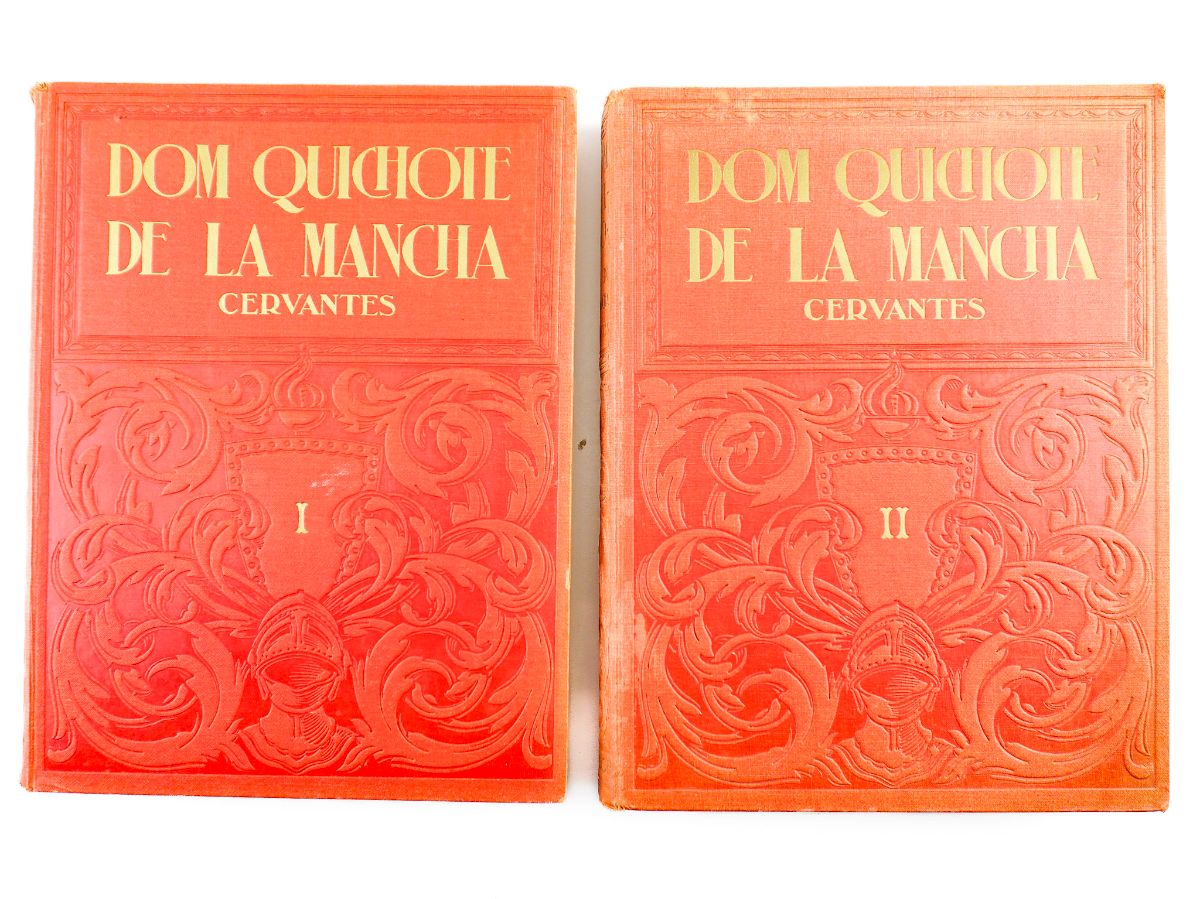 DOM QUICHOTE
DE LA MANCHA
CERVANTES
I
DOM QUICHOTE
DE LA MANCHA
CERVANTES
II